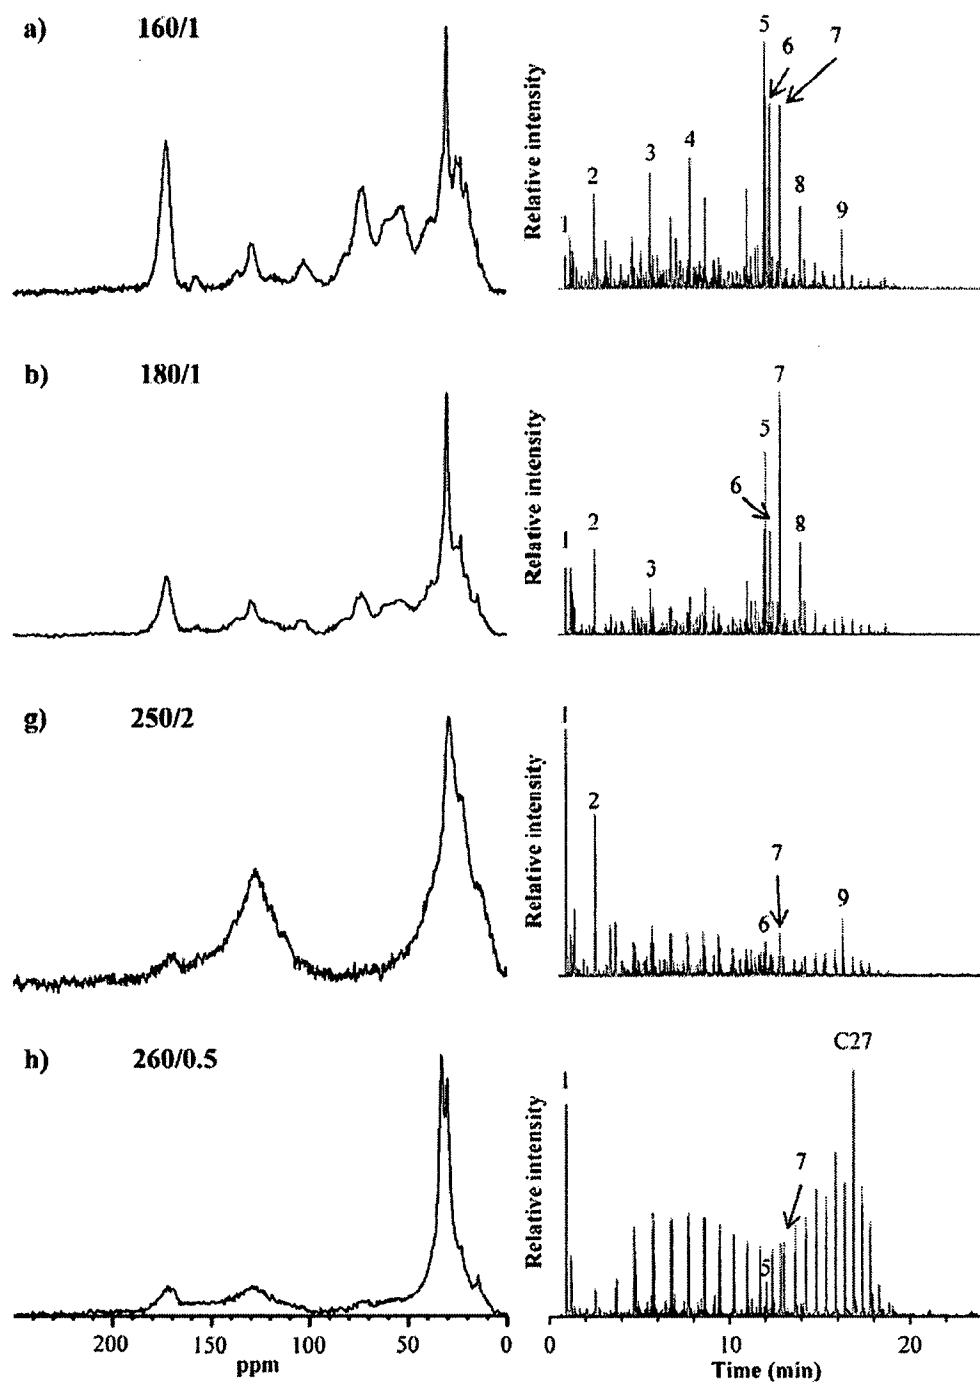 a) 160/1
Relative intensity
1 2 3 4 5 6 7 8 9
b) 180/1
Relative intensity
1 2 3 6 5 7 8
g) 250/2
Relative intensity
1 2 6 7 9
h) 260/0.5
Relative intensity
1 5 7 C27
200 150 100 50 0
ppm
0 10 20
Time (min)